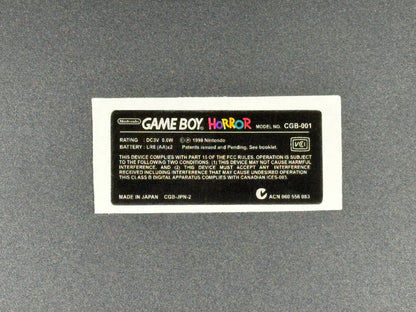 Nintendo GAME BOY HORROR MODEL NO. CGB-001
RATING : DC3V 0.6W ©℗ 1998 Nintendo
BATTERY : LR6 (AA)x2 Patents issued and Pending. See booklet.
THIS DEVICE COMPLIES WITH PART 15 OF THE FCC RULES. OPERATION IS SUBJECT
TO THE FOLLOWING TWO CONDITIONS, (1) THIS DEVICE MAY NOT CAUSE HARMFUL
INTERFERENCE, AND (2) THIS DEVICE MUST ACCEPT ANY INTERFERENCE
RECEIVED INCLUDING INTERFERENCE THAT MAY CAUSE UNDESIRED OPERATION
THIS CLASS B DIGITAL APPARATUS COMPLIES WITH CANADIAN ICES-003.
MADE IN JAPAN CGB-JPN-2 ACN 060 556 083